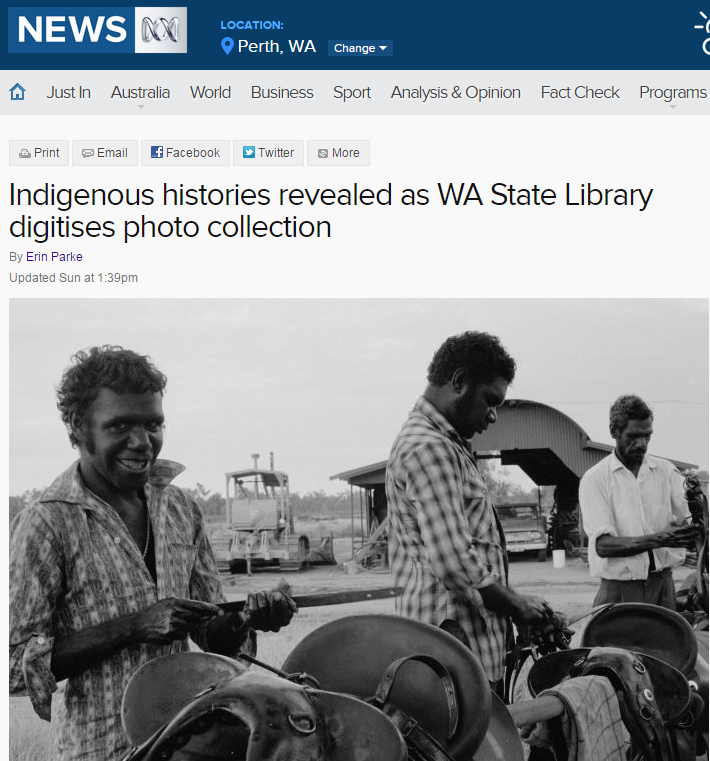 NEWS
LOCATION:
Perth, WA Change
Just In Australia World Business Sport Analysis & Opinion Fact Check Programs
Print Email Facebook Twitter More
Indigenous histories revealed as WA State Library
digitises photo collection
By Erin Parke
Updated Sun at 1:39pm